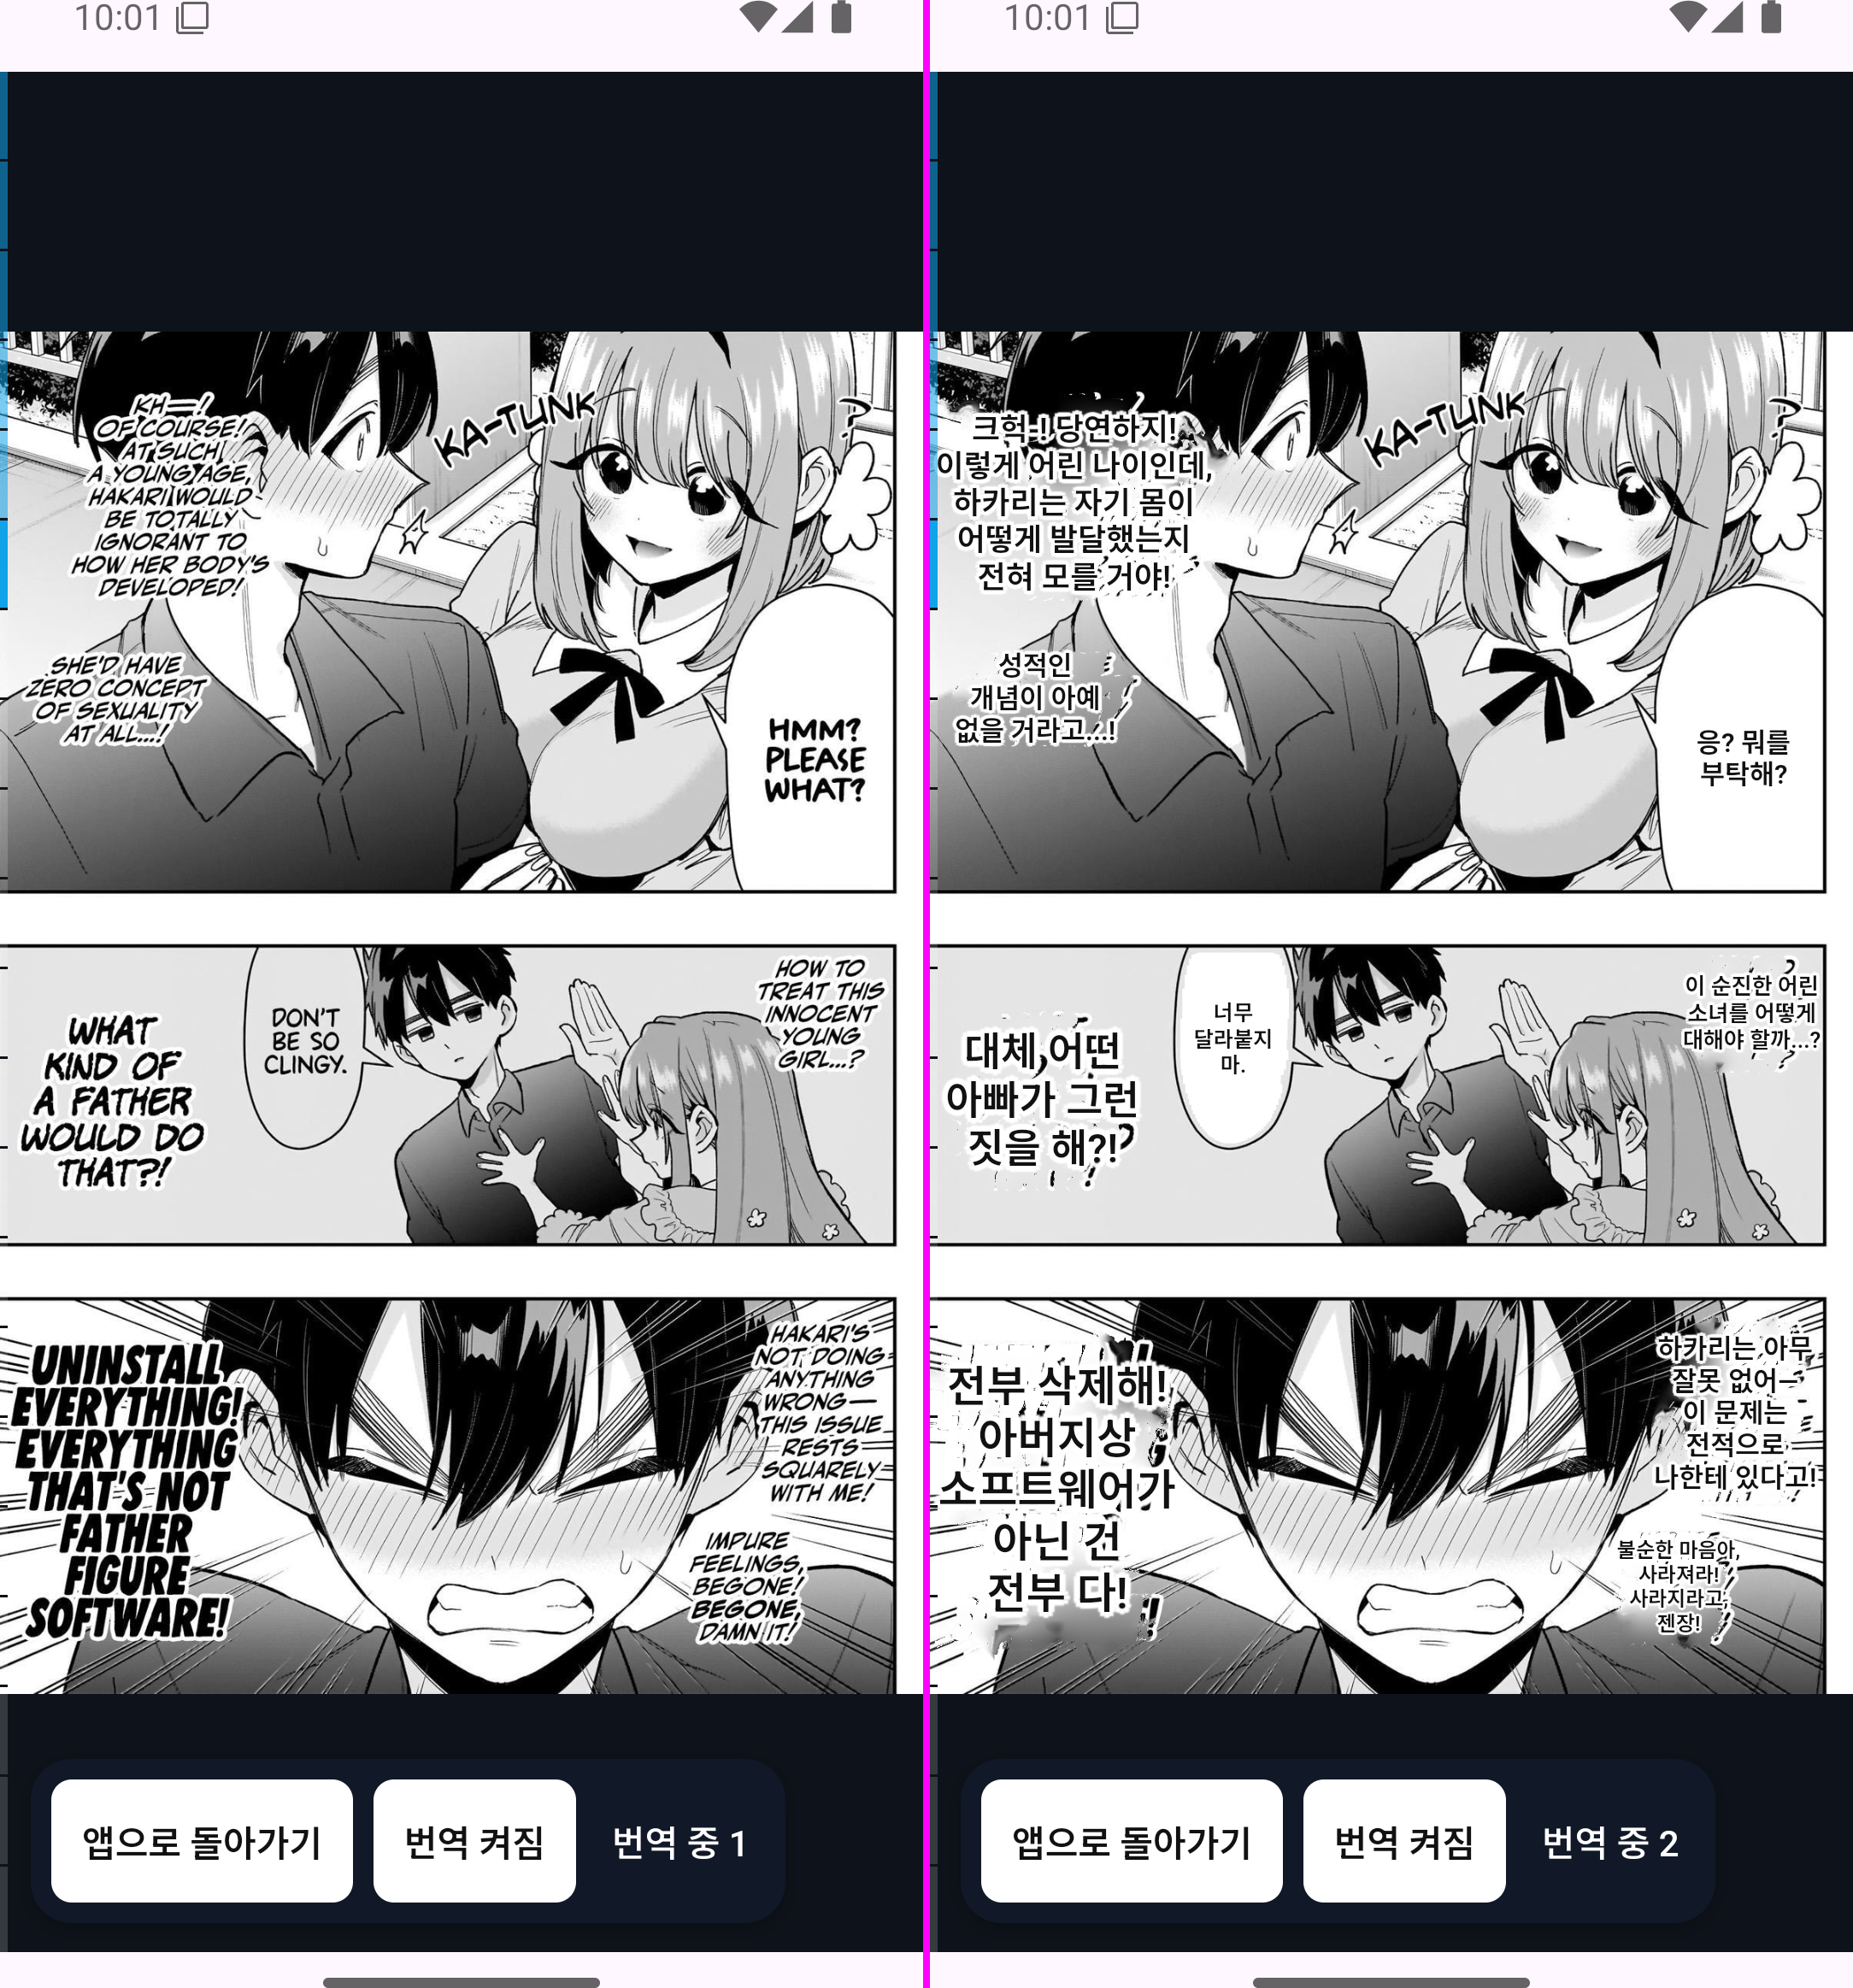 10:01
KH—!
OF COURSE!
AT SUCH
A YOUNG AGE,
HAKARI WOULD
BE TOTALLY
IGNORANT TO
HOW HER BODY'S
DEVELOPED!
KA-TUNK
?
SHE'D HAVE
ZERO CONCEPT
OF SEXUALITY
AT ALL...!
HMM?
PLEASE
WHAT?
HOW TO
TREAT THIS
INNOCENT
YOUNG
GIRL...?
DON'T
BE SO
CLINGY.
WHAT
KIND OF
A FATHER
WOULD DO
THAT?!
HAKARI'S
NOT DOING
ANYTHING
WRONG—
THIS ISSUE
RESTS
SQUARELY
WITH ME!
IMPURE
FEELINGS,
BEGONE!
BEGONE,
DAMN IT!
UNINSTALL
EVERYTHING!
EVERYTHING
THAT'S NOT
FATHER
FIGURE
SOFTWARE!
앱으로 돌아가기
번역 켜짐
번역 중 1
10:01
크헉-! 당연하지!
이렇게 어린 나이인데,
하카리는 자기 몸이
어떻게 발달했는지
전혀 모를 거야!
KA-TUNK
?
성적인
개념이 아예
없을 거라고...!
응? 뭐를
부탁해?
이 순진한 어린
소녀를 어떻게
대해야 할까...?
너무
달라붙지
마.
대체 어떤
아빠가 그런
짓을 해?!
하카리는 아무
잘못 없어—
이 문제는
전적으로
나한테 있다고!
불순한 마음아,
사라져라!
사라지라고,
젠장!
전부 삭제해!
아버지상
소프트웨어가
아닌 건
전부 다!
앱으로 돌아가기
번역 켜짐
번역 중 2